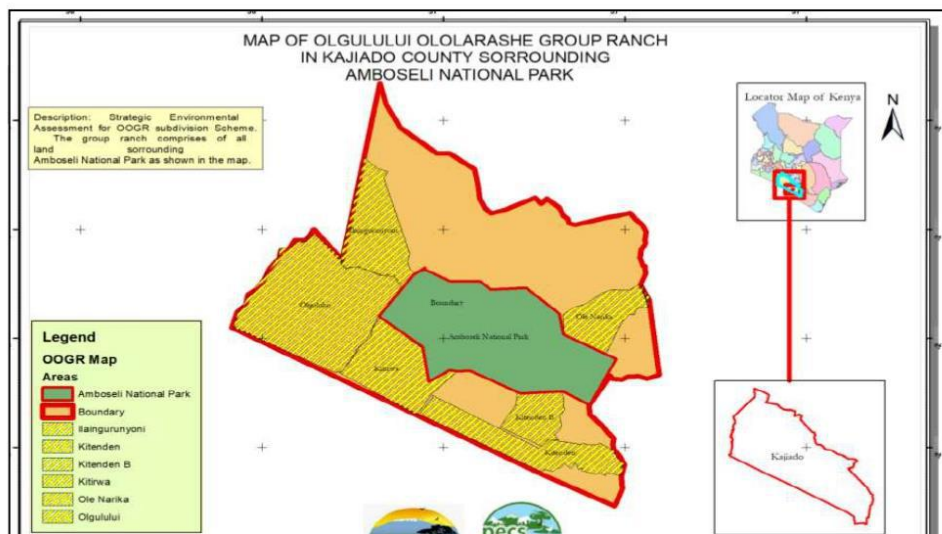 MAP OF OLGULULUI OLOLARASHE GROUP RANCH
IN KAJIADO COUNTY SORROUNDING
AMBOSELI NATIONAL PARK
Description: Strategic Environmental
Assessment for OOGR subdivision Scheme.
The group ranch comprises of all
land sorrounding
Amboseli National Park as shown in the map.
Locator Map of Kenya
N
Olgulului
Boundary
Ole Narika
Amboseli National Park
Kitirwa
Kitenden B
Kitenden
Legend
OOGR Map
Areas
Amboseli National Park
Boundary
Ilaingurunyoni
Kitenden
Kitenden B
Kitirwa
Ole Narika
Olgulului
Kajiado
pecs